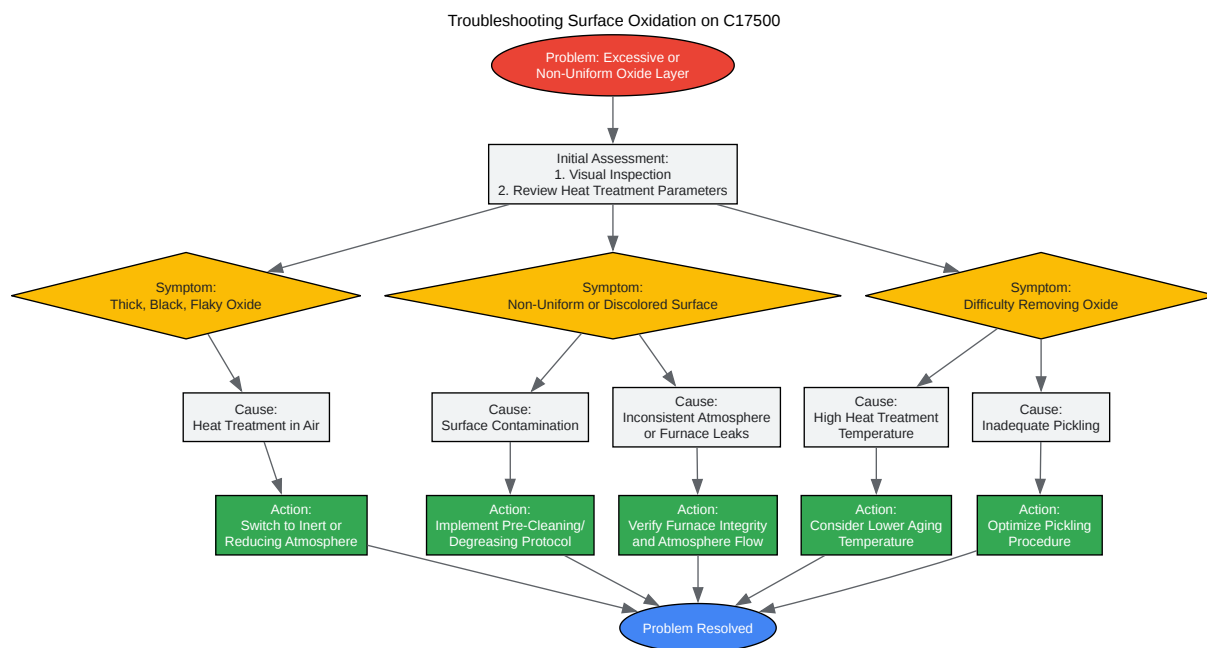 Troubleshooting Surface Oxidation on C17500
Problem: Excessive or
Non-Uniform Oxide Layer
Initial Assessment:
1. Visual Inspection
2. Review Heat Treatment Parameters
Symptom:
Thick, Black, Flaky Oxide
Symptom:
Non-Uniform or Discolored Surface
Symptom:
Difficulty Removing Oxide
Cause:
Heat Treatment in Air
Cause:
Surface Contamination
Cause:
Inconsistent Atmosphere
or Furnace Leaks
Cause:
High Heat Treatment
Temperature
Cause:
Inadequate Pickling
Action:
Switch to Inert or
Reducing Atmosphere
Action:
Implement Pre-Cleaning/
Degreasing Protocol
Action:
Verify Furnace Integrity
and Atmosphere Flow
Action:
Consider Lower Aging
Temperature
Action:
Optimize Pickling
Procedure
Problem Resolved